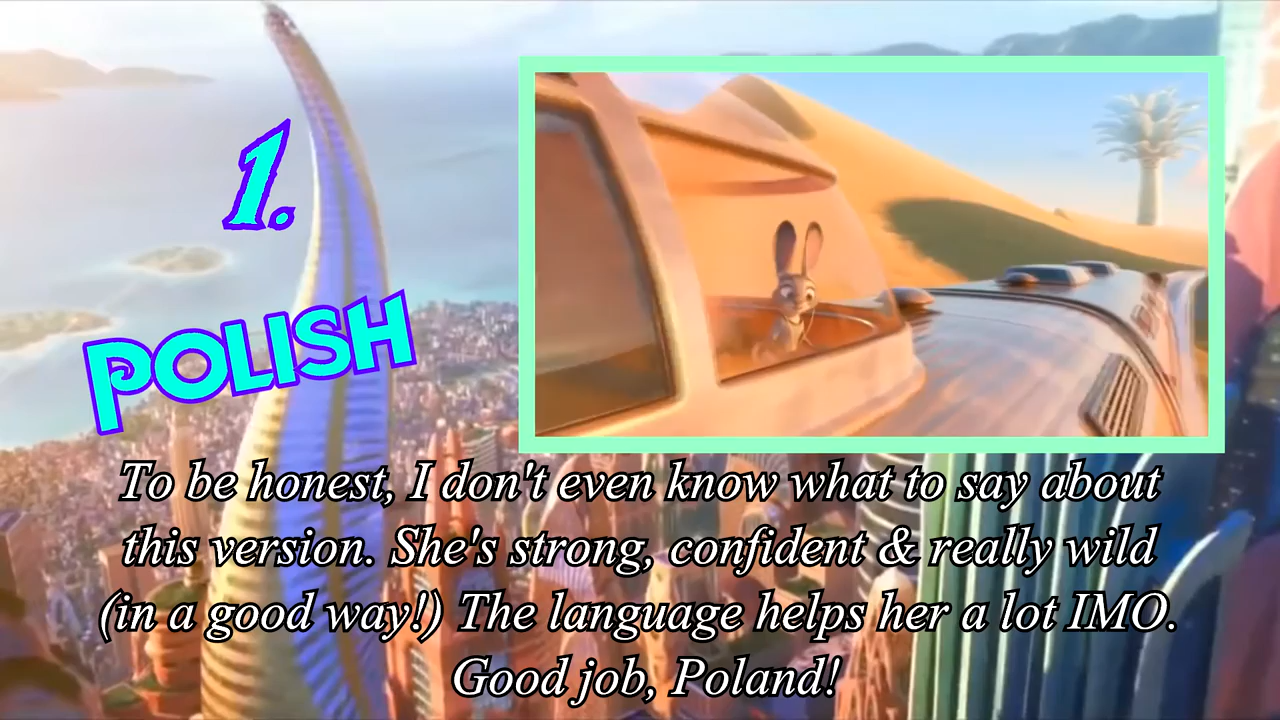 1.
POLISH
To be honest, I don't even know what to say about
this version. She's strong, confident & really wild
(in a good way!) The language helps her a lot IMO.
Good job, Poland!